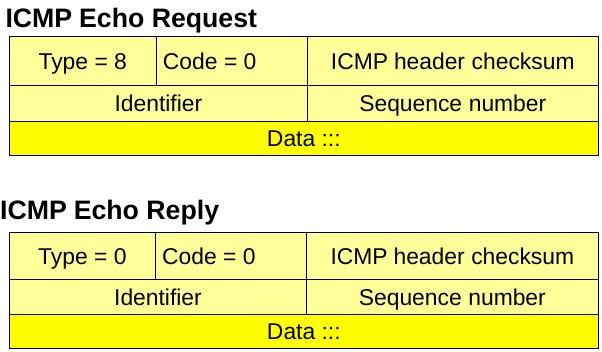 ICMP Echo Request
Type = 8 Code = 0 ICMP header checksum
Identifier Sequence number
Data :::
ICMP Echo Reply
Type = 0 Code = 0 ICMP header checksum
Identifier Sequence number
Data :::